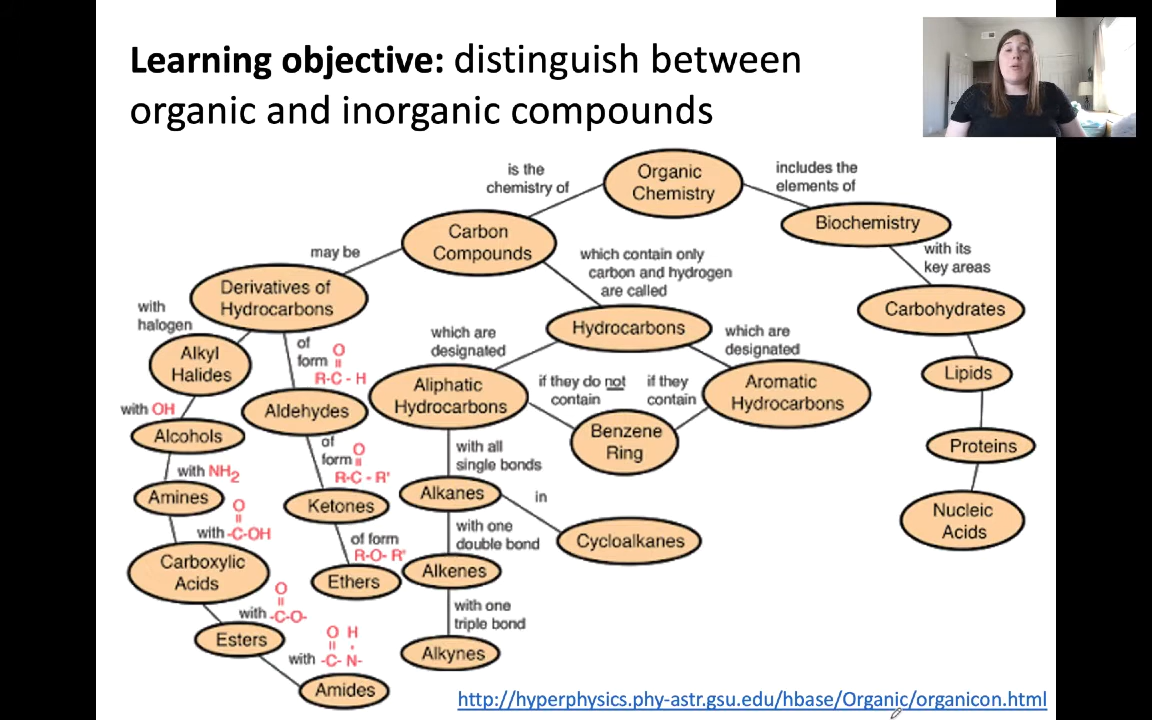 Learning objective: distinguish between
organic and inorganic compounds
is the
chemistry of
Organic
Chemistry
includes the
elements of
Biochemistry
may be
Carbon
Compounds
which contain only
carbon and hydrogen
are called
with its
key areas
Derivatives of
Hydrocarbons
Carbohydrates
with
halogen
Hydrocarbons
which are
designated
which are
designated
Alkyl
Halides
of
form
O
R-C-H
Aliphatic
Hydrocarbons
if they do not
contain
if they
contain
Aromatic
Hydrocarbons
Lipids
with OH
Aldehydes
Alcohols
Benzene
Ring
Proteins
of
form
O
R-C-R'
with all
single bonds
with NH2
Amines
Ketones
Alkanes
in
Nucleic
Acids
O
with -C-OH
of form
R-O-R'
with one
double bond
Cycloalkanes
Carboxylic
Acids
Ethers
Alkenes
O
with -C-O-
with one
triple bond
Esters
O H
with -C-N-
Alkynes
Amides
http://hyperphysics.phy-astr.gsu.edu/hbase/Organic/organicon.html